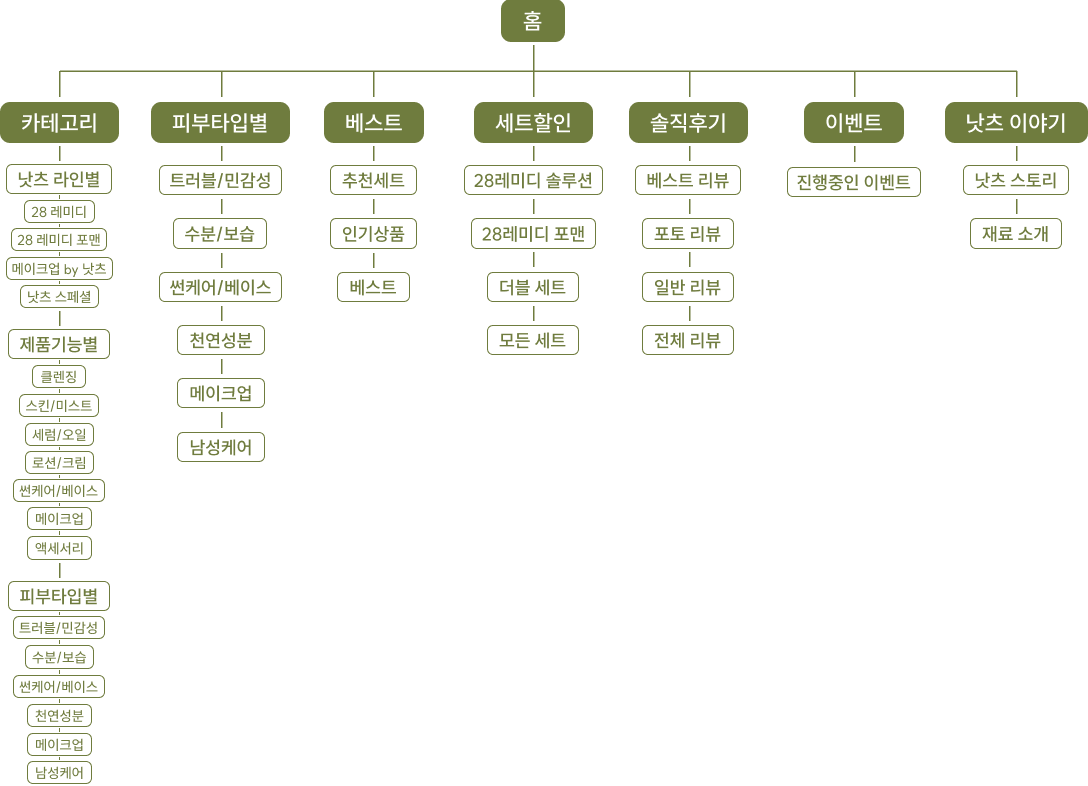 홈
카테고리
낫츠 라인별
28 레미디
28 레미디 포맨
메이크업 by 낫츠
낫츠 스페셜
제품기능별
클렌징
스킨/미스트
세럼/오일
로션/크림
썬케어/베이스
메이크업
액세서리
피부타입별
트러블/민감성
수분/보습
썬케어/베이스
천연성분
메이크업
남성케어
피부타입별
트러블/민감성
수분/보습
썬케어/베이스
천연성분
메이크업
남성케어
베스트
추천세트
인기상품
베스트
세트할인
28레미디 솔루션
28레미디 포맨
더블 세트
모든 세트
솔직후기
베스트 리뷰
포토 리뷰
일반 리뷰
전체 리뷰
이벤트
진행중인 이벤트
낫츠 이야기
낫츠 스토리
재료 소개